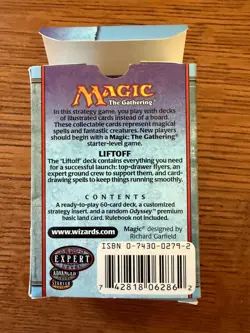 MAGIC
The Gathering®
In this strategy game, you play with decks
of illustrated cards instead of a board.
These collectable cards represent magical
spells and fantastic creatures. New players
should begin with a Magic: The Gathering®
starter-level game.
LIFTOFF
The "Liftoff" deck contains everything you need
for a successful launch: top-drawer flyers, an
expert ground crew to support them, and card-
drawing spells to keep things running smoothly.
CONTENTS
A ready-to-play 60-card deck, a customized
strategy insert, and a random Odyssey™ premium
basic land card. Rulebook not included.
www.wizards.com
Magic® designed by
Richard Garfield
ISBN 0-7430-0279-2
EXPERT
ADVANCED
STARTER
7 42818 06286 2